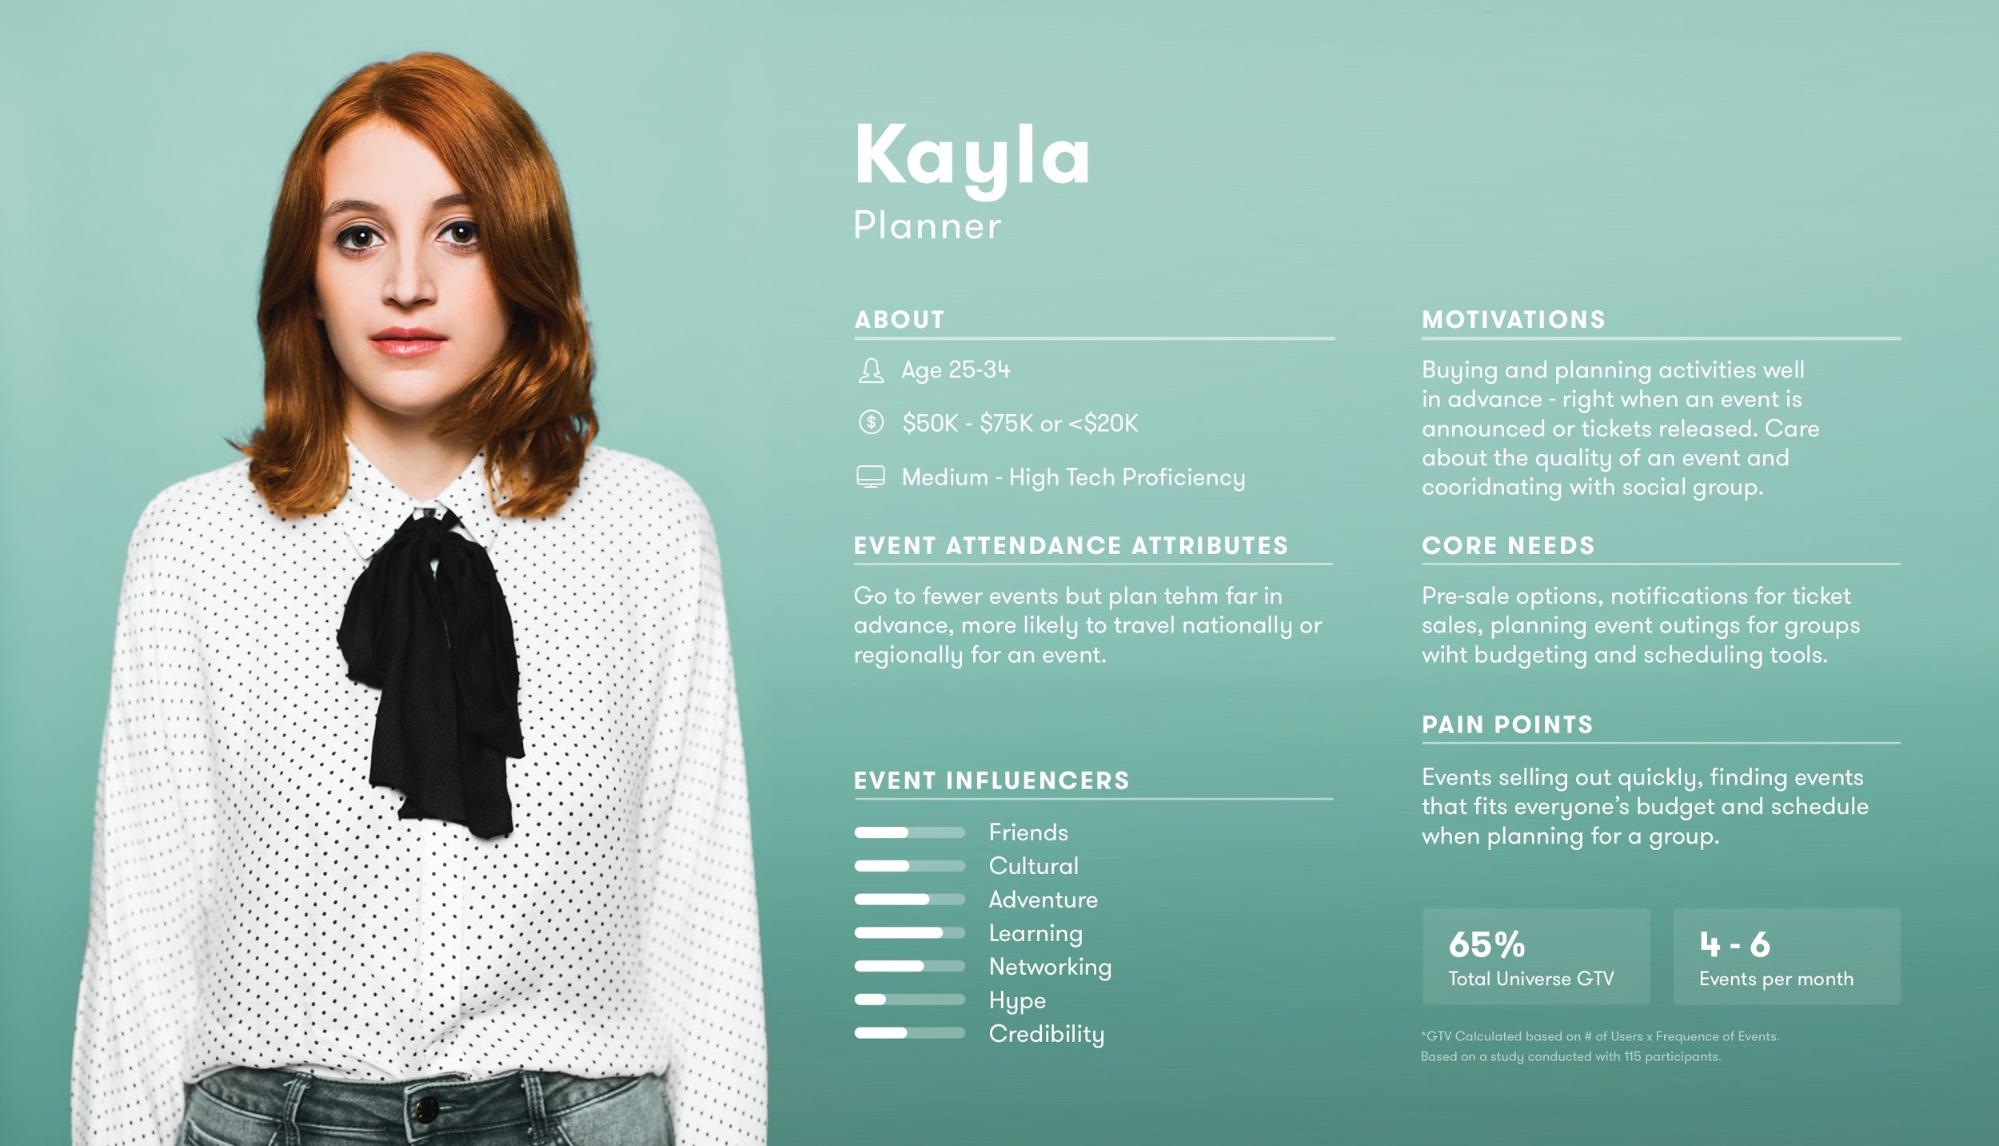 Kayla
Planner
ABOUT
Age 25-34
$50K - $75K or <$20K
Medium - High Tech Proficiency
EVENT ATTENDANCE ATTRIBUTES
Go to fewer events but plan tehm far in
advance, more likely to travel nationally or
regionally for an event.
EVENT INFLUENCERS
Friends
Cultural
Adventure
Learning
Networking
Hype
Credibility
MOTIVATIONS
Buying and planning activities well
in advance - right when an event is
announced or tickets released. Care
about the quality of an event and
cooridnating with social group.
CORE NEEDS
Pre-sale options, notifications for ticket
sales, planning event outings for groups
wiht budgeting and scheduling tools.
PAIN POINTS
Events selling out quickly, finding events
that fits everyone’s budget and schedule
when planning for a group.
65%
Total Universe GTV
4 - 6
Events per month
*GTV Calculated based on # of Users x Frequence of Events.
Based on a study conducted with 115 participants.